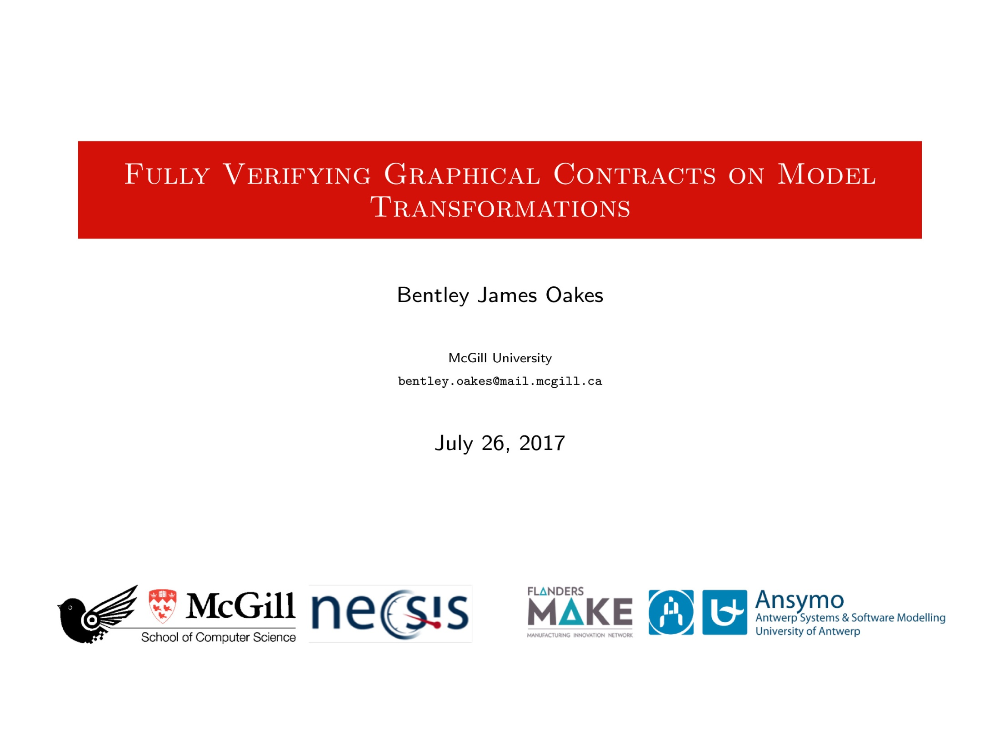 Fully Verifying Graphical Contracts on Model
Transformations
Bentley James Oakes
McGill University
bentley.oakes@mail.mcgill.ca
July 26, 2017
McGill
School of Computer Science
necsis
FLANDERS
MAKE
MANUFACTURING INNOVATION NETWORK
Ansymo
Antwerp Systems & Software Modelling
University of Antwerp